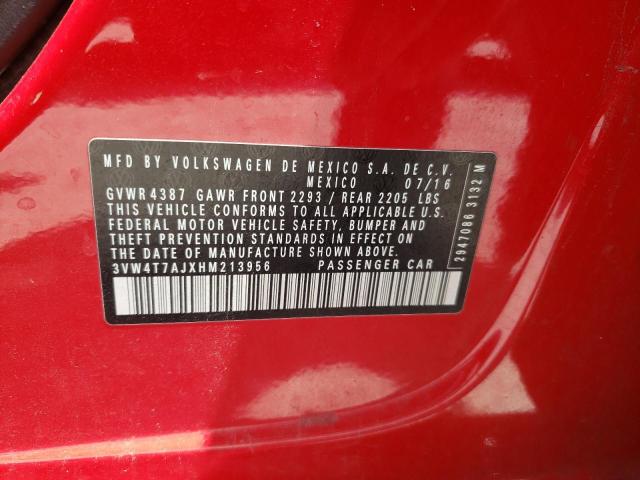 MFD BY VOLKSWAGEN DE MEXICO S.A. DE C.V.
MEXICO 07/16
GVWR 4387 GAWR FRONT 2293 / REAR 2205 LBS
THIS VEHICLE CONFORMS TO ALL APPLICABLE U.S.
FEDERAL MOTOR VEHICLE SAFETY, BUMPER AND
THEFT PREVENTION STANDARDS IN EFFECT ON
THE DATE OF MANUFACTURE SHOWN ABOVE.
3VW4T7AJXHM213956 PASSENGER CAR
2947086 3132 M